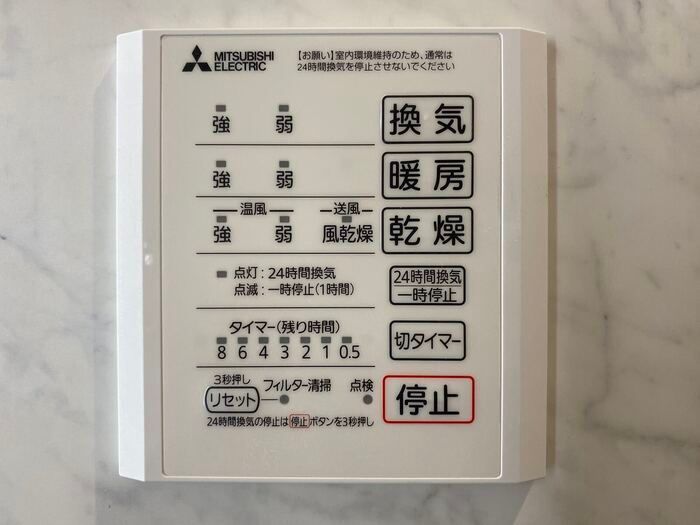 MITSUBISHI
ELECTRIC
【お願い】室内環境維持のため、通常は
24時間換気を停止させないでください
強 弱 換気
強 弱 暖房
温風 送風
強 弱 風乾燥 乾燥
点灯:24時間換気
点滅:一時停止(1時間)
24時間換気
一時停止
タイマー(残り時間)
8 6 4 3 2 1 0.5
切タイマー
3秒押し
リセット フィルター清掃 点検
停止
24時間換気の停止は停止ボタンを3秒押し